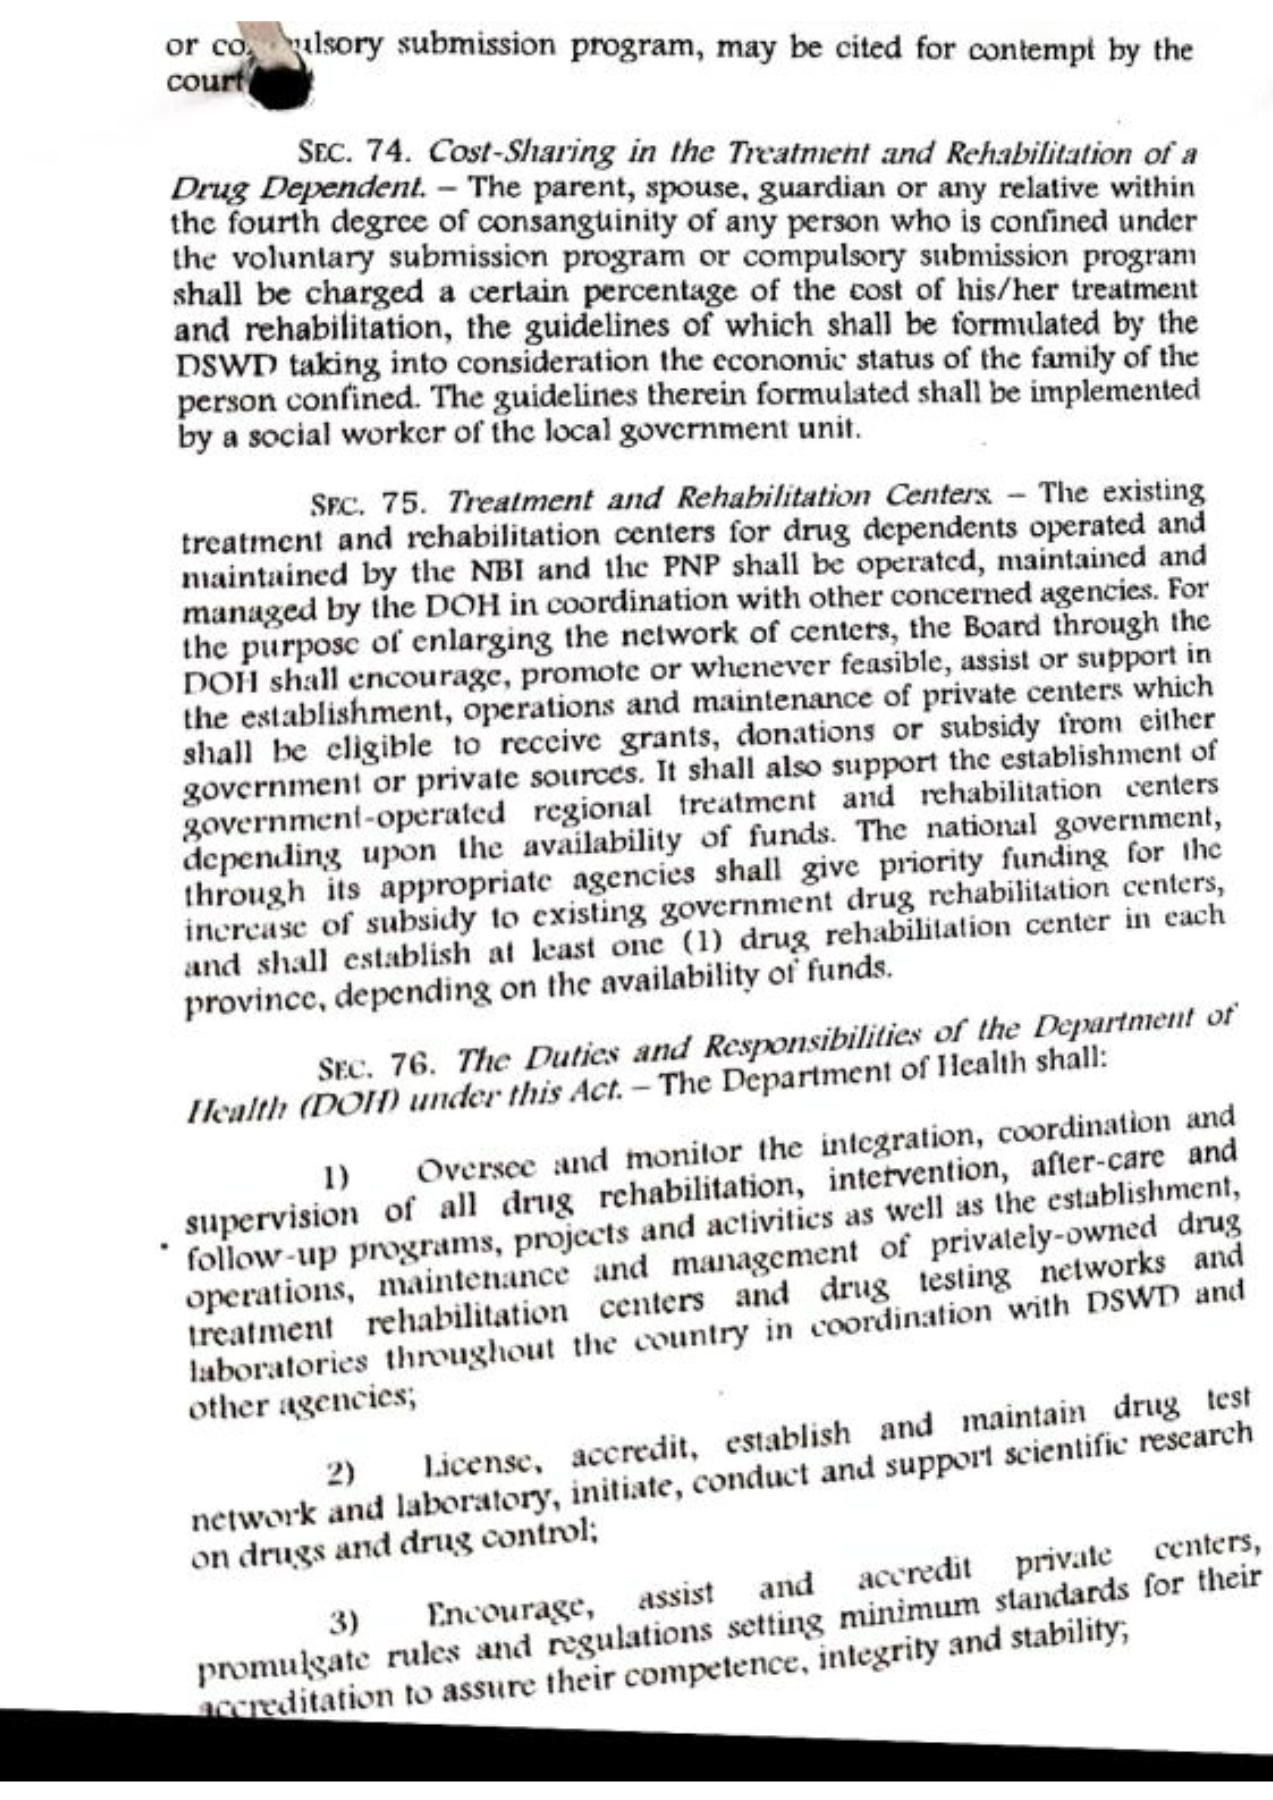 or co ulsory submission program, may be cited for contempt by the
court
SEC. 74. Cost-Sharing in the Treatment and Rehabilitation of a
Drug Dependent. – The parent, spouse, guardian or any relative within
the fourth degree of consanguinity of any person who is confined under
the voluntary submission program or compulsory submission program
shall be charged a certain percentage of the cost of his/her treatment
and rehabilitation, the guidelines of which shall be formulated by the
DSWD taking into consideration the economic status of the family of the
person confined. The guidelines therein formulated shall be implemented
by a social worker of the local government unit.
SEC. 75. Treatment and Rehabilitation Centers. – The existing
treatment and rehabilitation centers for drug dependents operated and
maintained by the NBI and the PNP shall be operated, maintained and
managed by the DOH in coordination with other concerned agencies. For
the purpose of enlarging the network of centers, the Board through the
DOH shall encourage, promote or whenever feasible, assist or support in
the establishment, operations and maintenance of private centers which
shall be eligible to receive grants, donations or subsidy from either
government or private sources. It shall also support the establishment of
government-operated regional treatment and rehabilitation centers
depending upon the availability of funds. The national government,
through its appropriate agencies shall give priority funding for the
increase of subsidy to existing government drug rehabilitation centers,
and shall establish at least one (1) drug rehabilitation center in each
province, depending on the availability of funds.
SEC. 76. The Duties and Responsibilities of the Department of
Health (DOH) under this Act. – The Department of Health shall:
1) Oversee and monitor the integration, coordination and
supervision of all drug rehabilitation, intervention, after-care and
follow-up programs, projects and activities as well as the establishment,
operations, maintenance and management of privately-owned drug
treatment rehabilitation centers and drug testing networks and
laboratories throughout the country in coordination with DSWD and
other agencies;
2) License, accredit, establish and maintain drug test
network and laboratory, initiate, conduct and support scientific research
on drugs and drug control;
3) Encourage, assist and accredit private centers,
promulgate rules and regulations setting minimum standards for their
accreditation to assure their competence, integrity and stability;